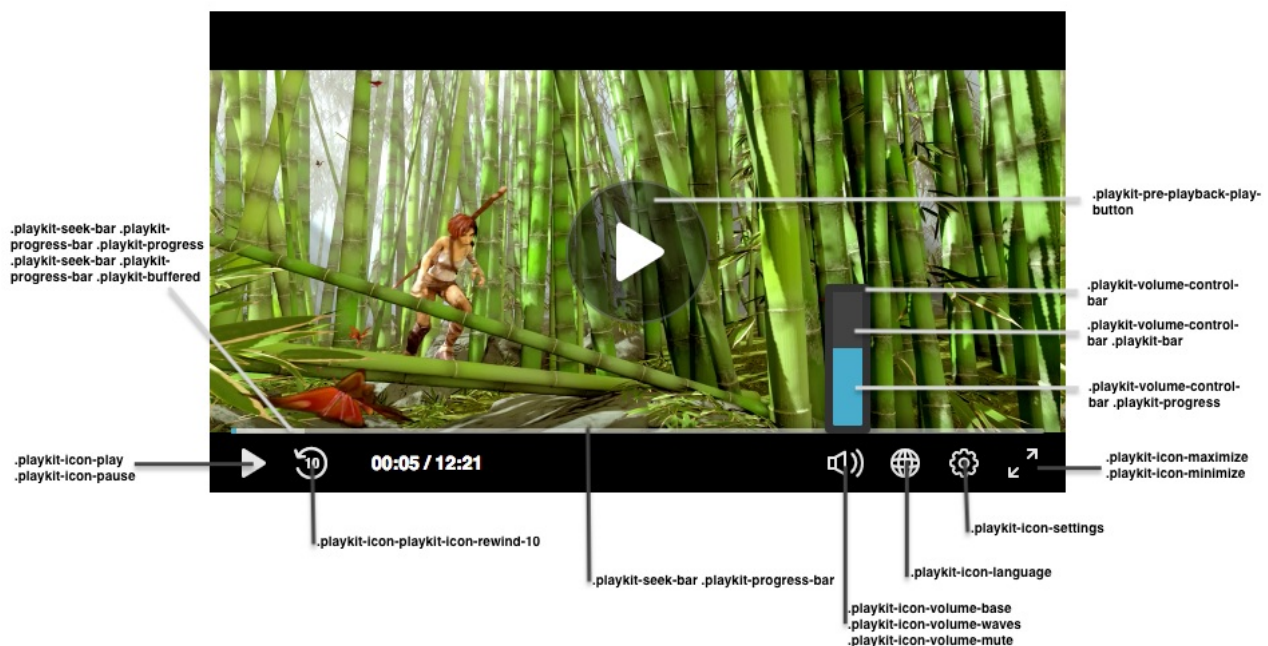 .playkit-pre-playback-play-
button
.playkit-seek-bar .playkit-
progress-bar .playkit-progress
.playkit-seek-bar .playkit-
progress-bar .playkit-buffered
.playkit-volume-control-
bar
.playkit-volume-control-
bar .playkit-bar
.playkit-volume-control-
bar .playkit-progress
.playkit-icon-play
.playkit-icon-pause
10
00:05 / 12:21
.playkit-icon-maximize
.playkit-icon-minimize
.playkit-icon-settings
.playkit-icon-playkit-icon-rewind-10
.playkit-icon-language
.playkit-seek-bar .playkit-progress-bar
.playkit-icon-volume-base
.playkit-icon-volume-waves
.playkit-icon-volume-mute